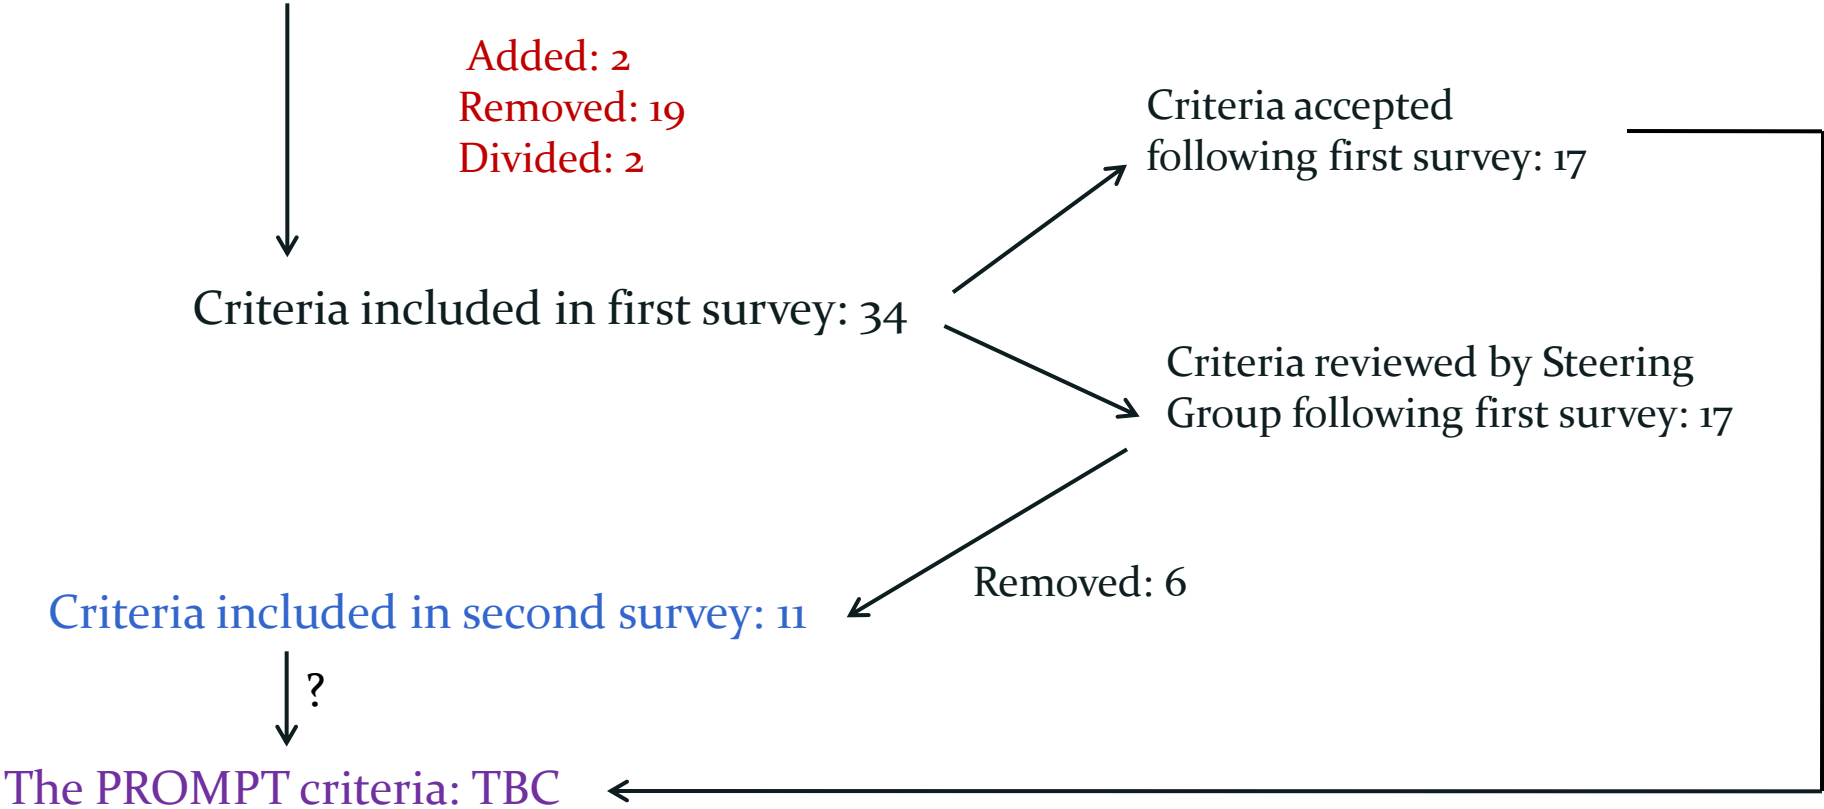 Added: 2
Removed: 19
Divided: 2
Criteria accepted
following first survey: 17
Criteria included in first survey: 34
Criteria reviewed by Steering
Group following first survey: 17
Removed: 6
Criteria included in second survey: 11
?
The PROMPT criteria: TBC